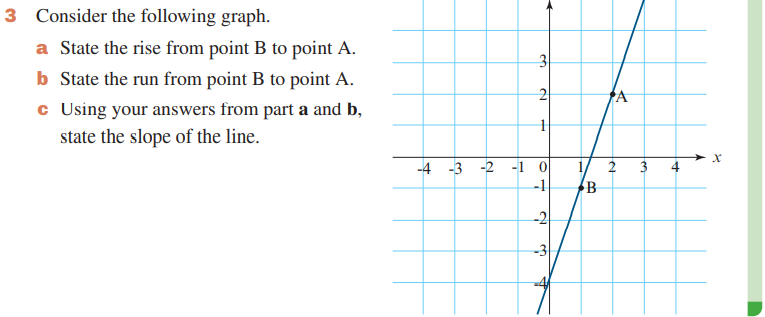 3 Consider the following graph.
a State the rise from point B to point A.
b State the run from point B to point A.
c Using your answers from part a and b,
state the slope of the line.
3
2
A
1
x
-4 -3 -2 -1 0 1 2 3 4
-1
B
-2
-3
-4